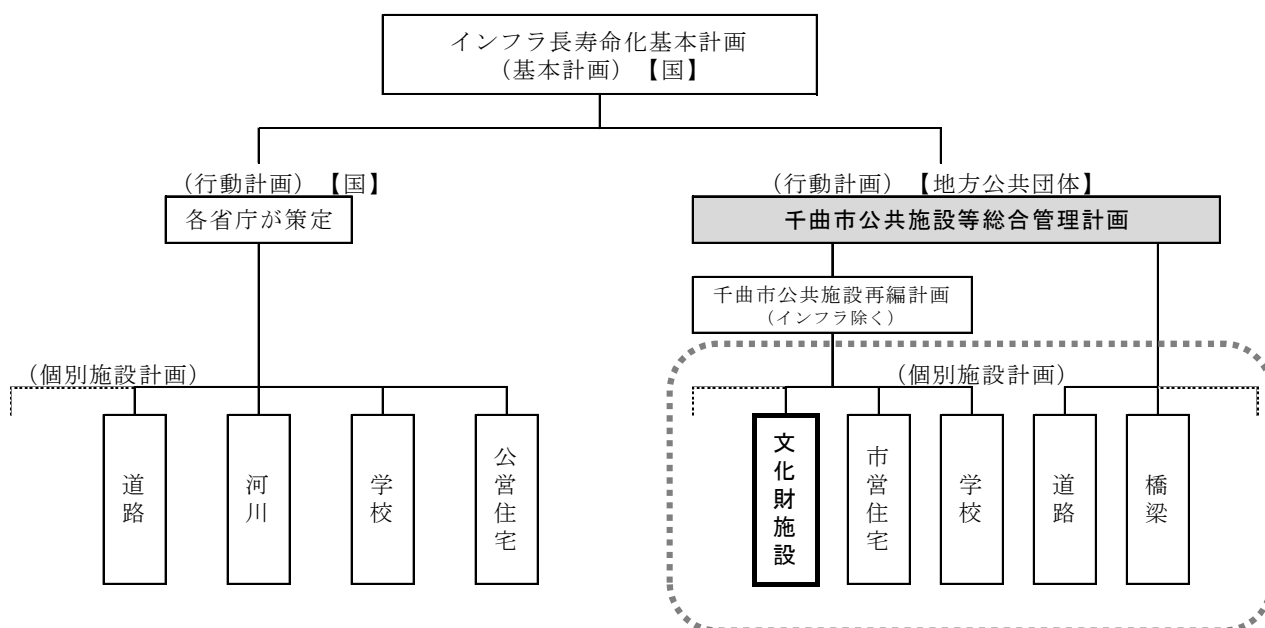 インフラ長寿命化基本計画
（基本計画）【国】
（行動計画）【国】
各省庁が策定
（行動計画）【地方公共団体】
千曲市公共施設等総合管理計画
千曲市公共施設再編計画
（インフラ除く）
（個別施設計画）
道路
河川
学校
公営住宅
（個別施設計画）
文化財施設
市営住宅
学校
道路
橋梁